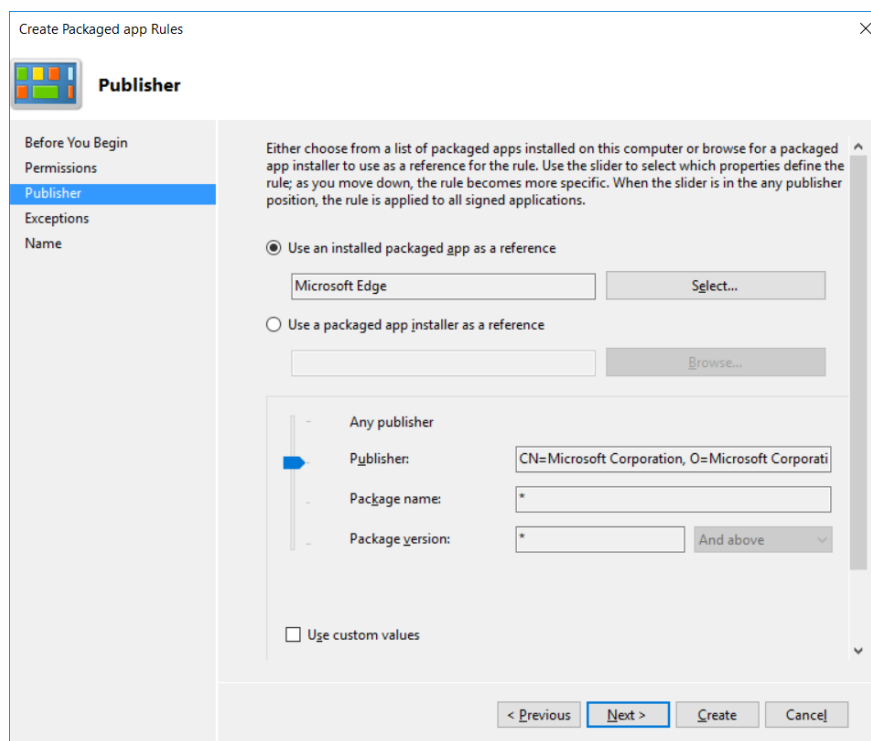 Create Packaged app Rules
Publisher
Before You Begin
Permissions
Publisher
Exceptions
Name
Either choose from a list of packaged apps installed on this computer or browse for a packaged
app installer to use as a reference for the rule. Use the slider to select which properties define the
rule; as you move down, the rule becomes more specific. When the slider is in the any publisher
position, the rule is applied to all signed applications.
Use an installed packaged app as a reference
Microsoft Edge
Select...
Use a packaged app installer as a reference
Browse...
Any publisher
Publisher:
CN=Microsoft Corporation, O=Microsoft Corporati
Package name:
*
Package version:
*
And above
Use custom values
< Previous
Next >
Create
Cancel